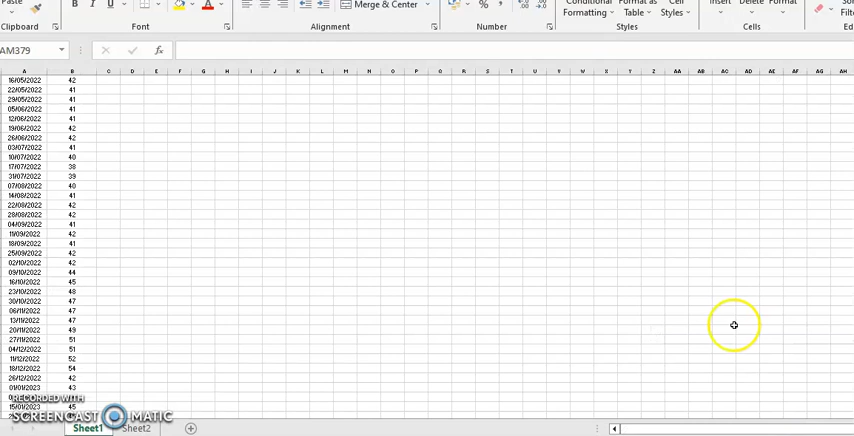 Paste
B I U A
Merge & Center
%
Conditional Format as Cell
Formatting Table Styles
Insert Delete Format
Font Alignment Number Styles Cells
AM379 fx
A B C D E F G H I J K L M N O P Q R S T U V W X Y Z AA AB AC AD AE AF AG AH
16/05/2022 42
22/05/2022 41
29/05/2022 41
05/06/2022 41
12/06/2022 41
19/06/2022 42
26/06/2022 42
03/07/2022 41
10/07/2022 40
17/07/2022 38
31/07/2022 39
07/08/2022 40
14/08/2022 41
22/08/2022 42
28/08/2022 42
04/09/2022 41
11/09/2022 42
18/09/2022 41
25/09/2022 42
02/10/2022 42
09/10/2022 44
16/10/2022 45
23/10/2022 48
30/10/2022 47
06/11/2022 47
13/11/2022 47
20/11/2022 49
27/11/2022 51
04/12/2022 51
11/12/2022 52
18/12/2022 54
26/12/2022 42
01/01/2023 43
15/01/2023 45
RECORDED WITH
SCREENCAST MATIC
Sheet1 Sheet2